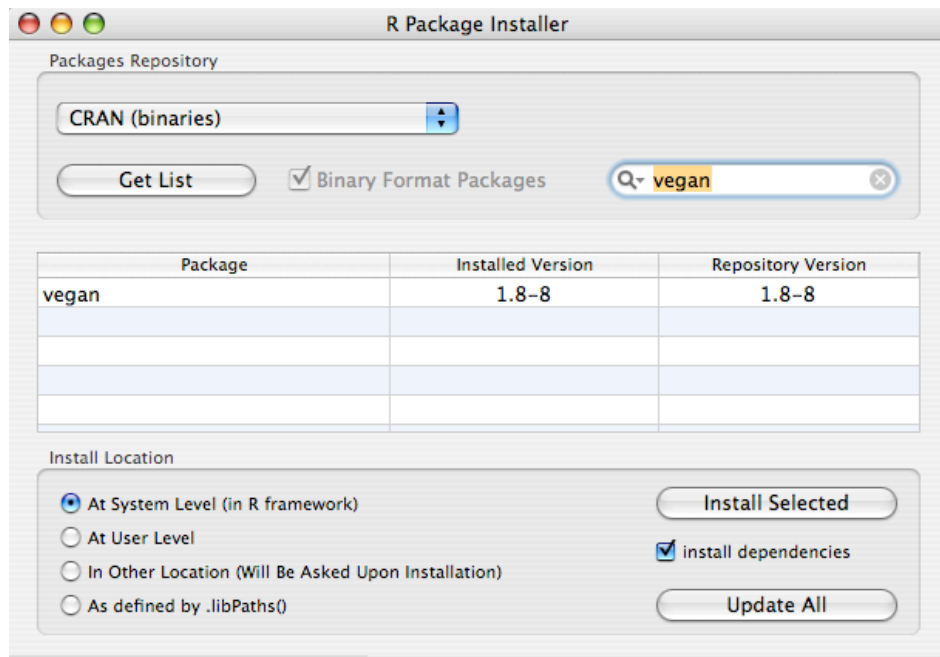 R Package Installer
Packages Repository
CRAN (binaries)
Get List Binary Format Packages vegan
Package Installed Version Repository Version
vegan 1.8-8 1.8-8
Install Location
At System Level (in R framework) Install Selected
At User Level
install dependencies
In Other Location (Will Be Asked Upon Installation)
As defined by .libPaths() Update All